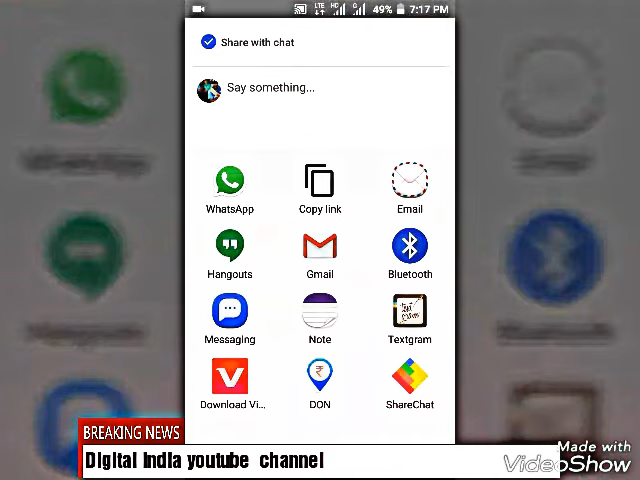 LTE HD G 49% 7:17 PM
Share with chat
Say something...
WhatsApp Copy link Email
Hangouts Gmail Bluetooth
Messaging Note Textgram
Download Vi... DON ShareChat
BREAKING NEWS
Digital india youtube channel
Made with
VideoShow